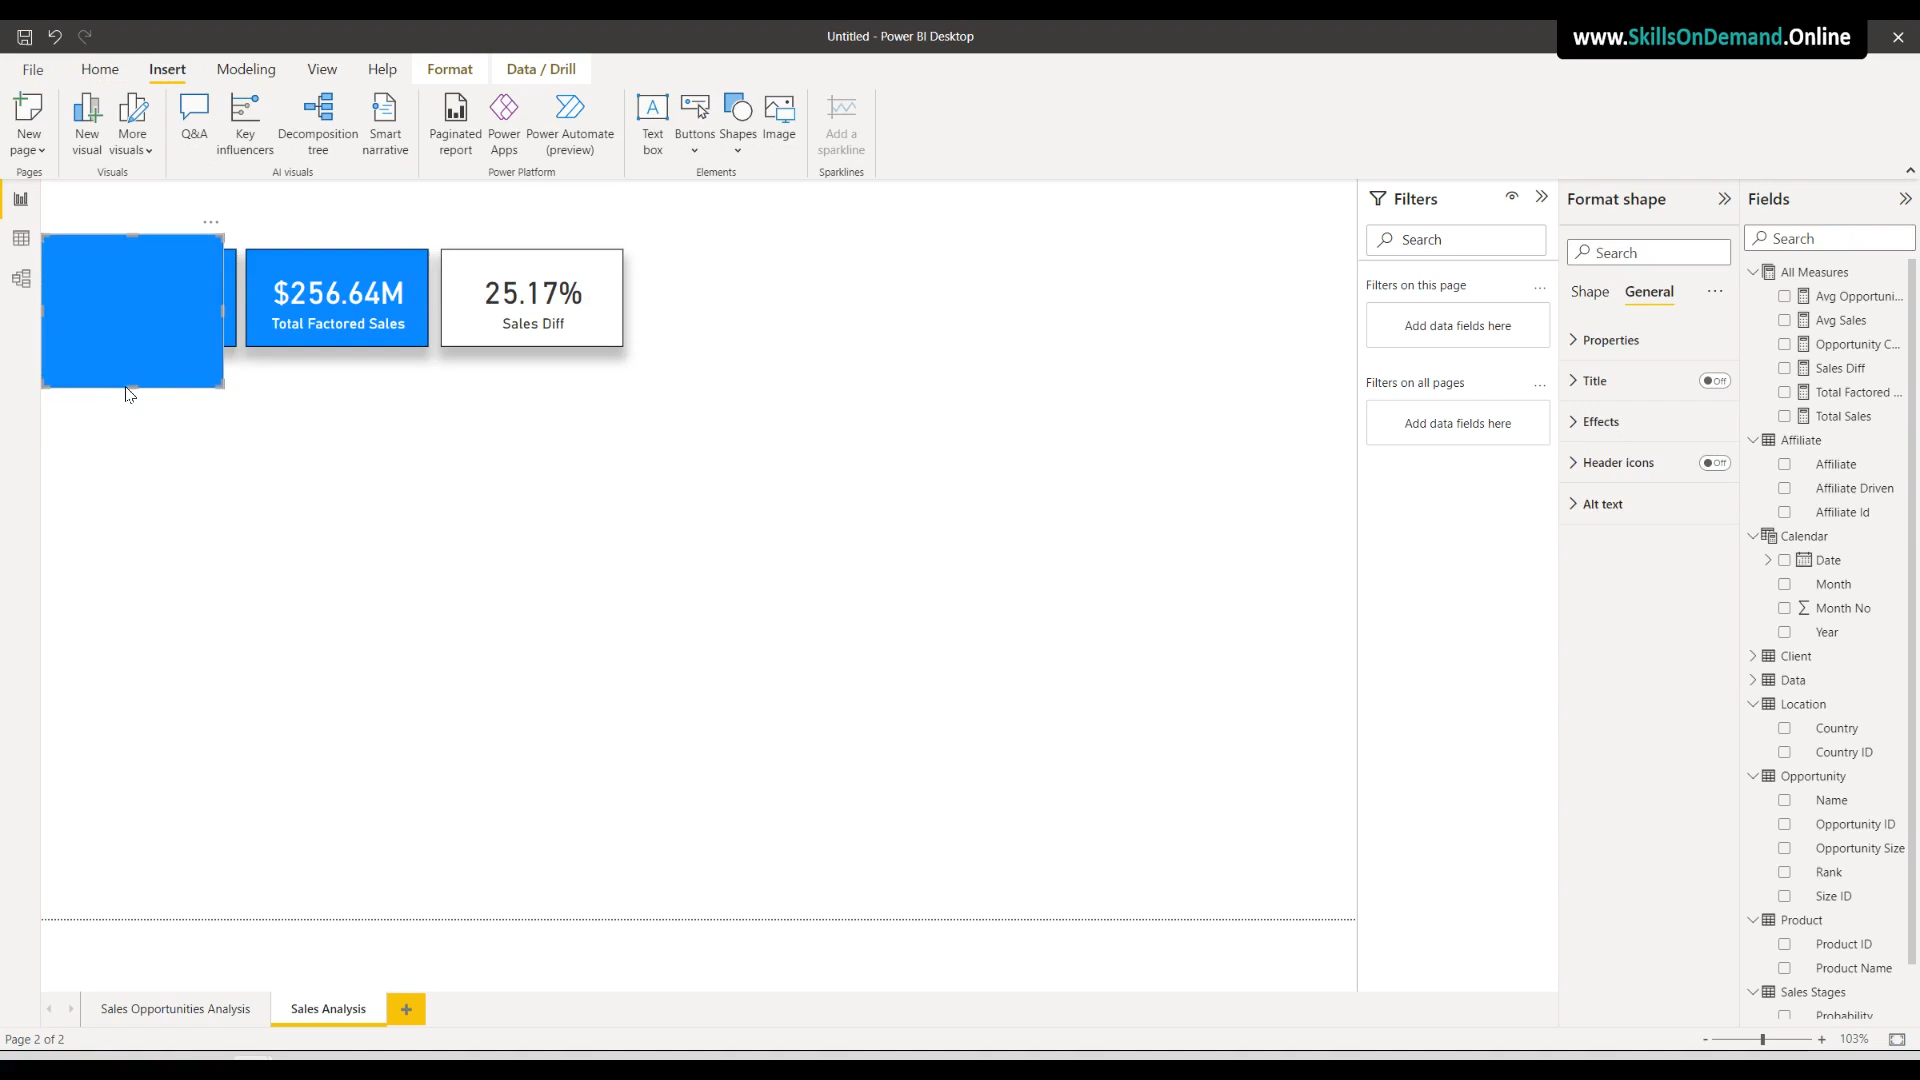 Untitled - Power BI Desktop
www.SkillsOnDemand.Online
File
Home
Insert
Modeling
View
Help
Format
Data / Drill
New page
New visual
More visuals
Q&A
Key influencers
Decomposition tree
Smart narrative
Paginated report
Power Apps
Power Automate (preview)
Text box
Buttons
Shapes
Image
Add a sparkline
Pages
Visuals
AI visuals
Power Platform
Elements
Sparklines
...
$256.64M
Total Factored Sales
25.17%
Sales Diff
Filters
Search
Filters on this page
...
Add data fields here
Filters on all pages
...
Add data fields here
Format shape
Search
Shape
General
...
Properties
Title
Off
Effects
Header icons
Off
Alt text
Fields
Search
All Measures
Avg Opportuni...
Avg Sales
Opportunity C...
Sales Diff
Total Factored ...
Total Sales
Affiliate
Affiliate
Affiliate Driven
Affiliate Id
Calendar
Date
Month
Month No
Year
Client
Data
Location
Country
Country ID
Opportunity
Name
Opportunity ID
Opportunity Size
Rank
Size ID
Product
Product ID
Product Name
Sales Stages
Probability
Sales Opportunities Analysis
Sales Analysis
Page 2 of 2
- + 103%